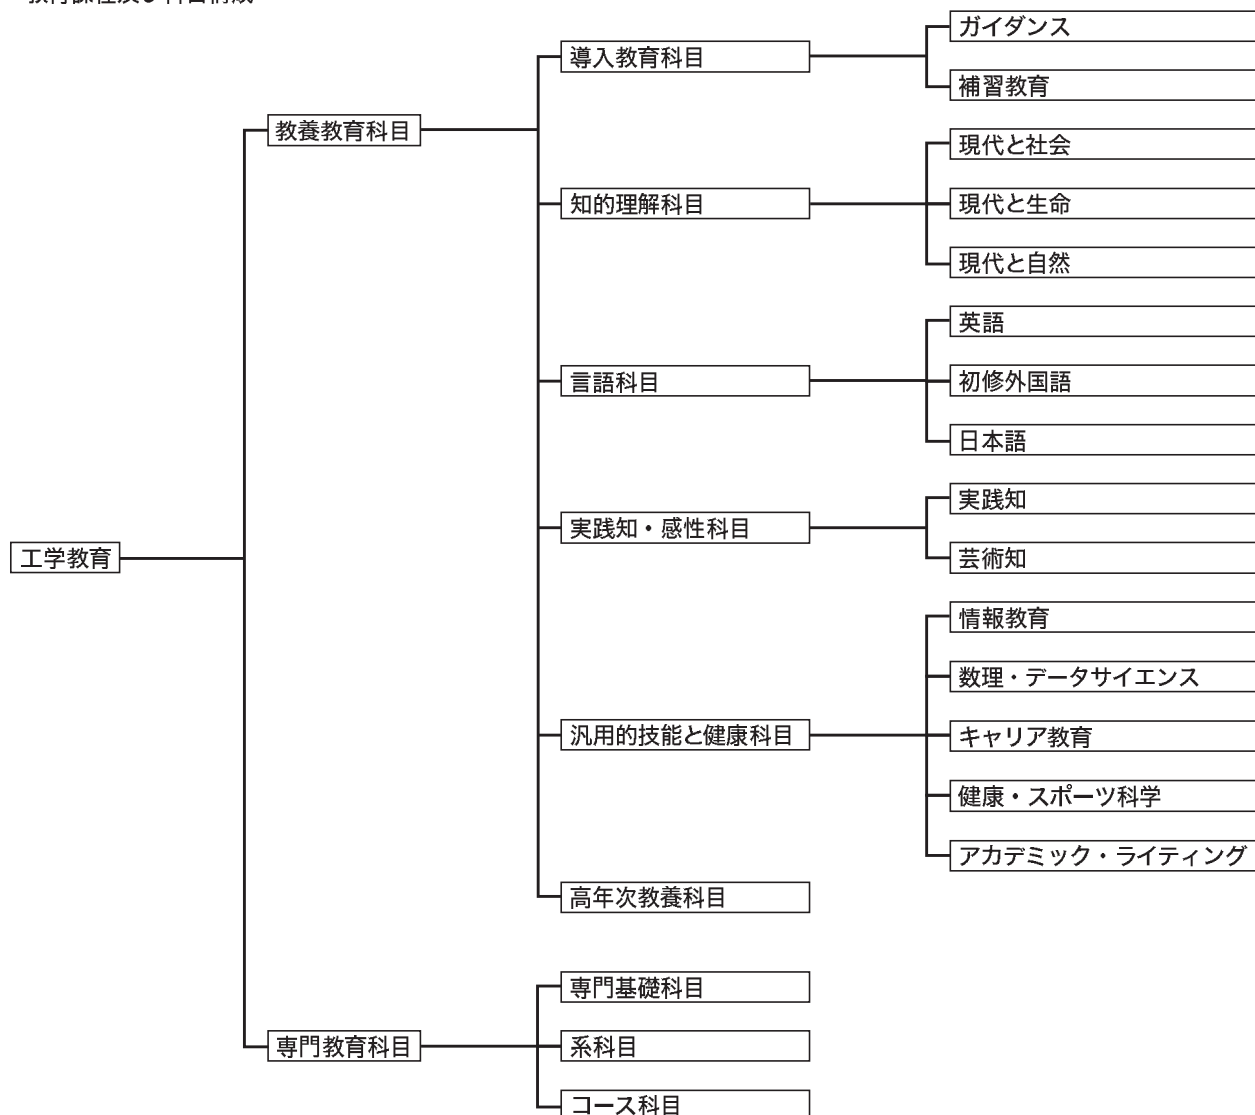 工学教育
教養教育科目
導入教育科目
ガイダンス
補習教育
知的理解科目
現代と社会
現代と生命
現代と自然
言語科目
英語
初修外国語
日本語
実践知・感性科目
実践知
芸術知
汎用的技能と健康科目
情報教育
数理・データサイエンス
キャリア教育
健康・スポーツ科学
アカデミック・ライティング
高年次教養科目
専門教育科目
専門基礎科目
系科目
コース科目